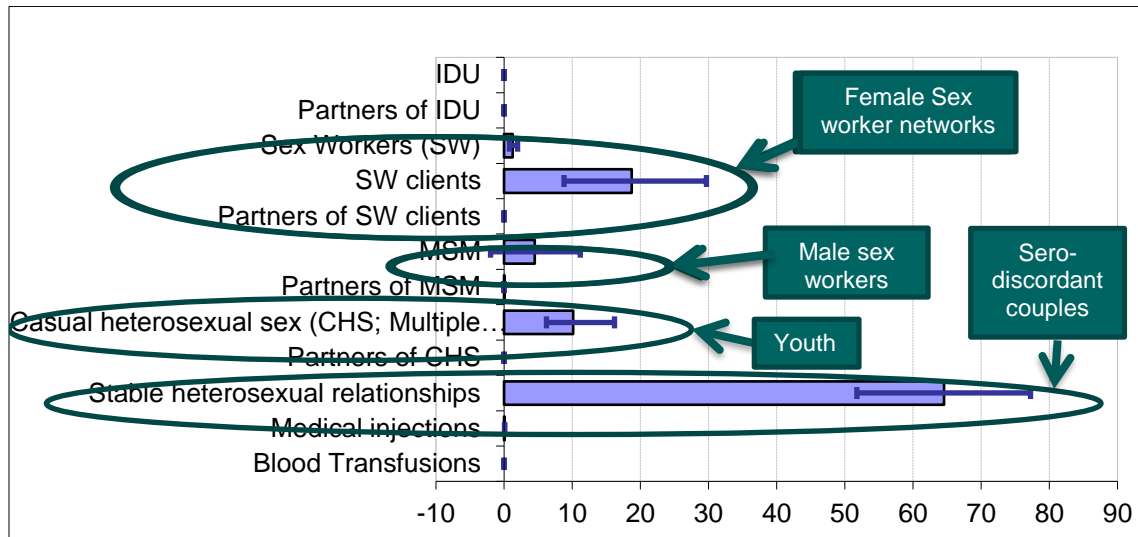 IDU
Partners of IDU
Sex Workers (SW)
SW clients
Partners of SW clients
MSM
Partners of MSM
Casual heterosexual sex (CHS; Multiple…
Partners of CHS
Stable heterosexual relationships
Medical injections
Blood Transfusions
Female Sex
worker networks
Male sex
workers
Sero-
discordant
couples
Youth
-10 0 10 20 30 40 50 60 70 80 90